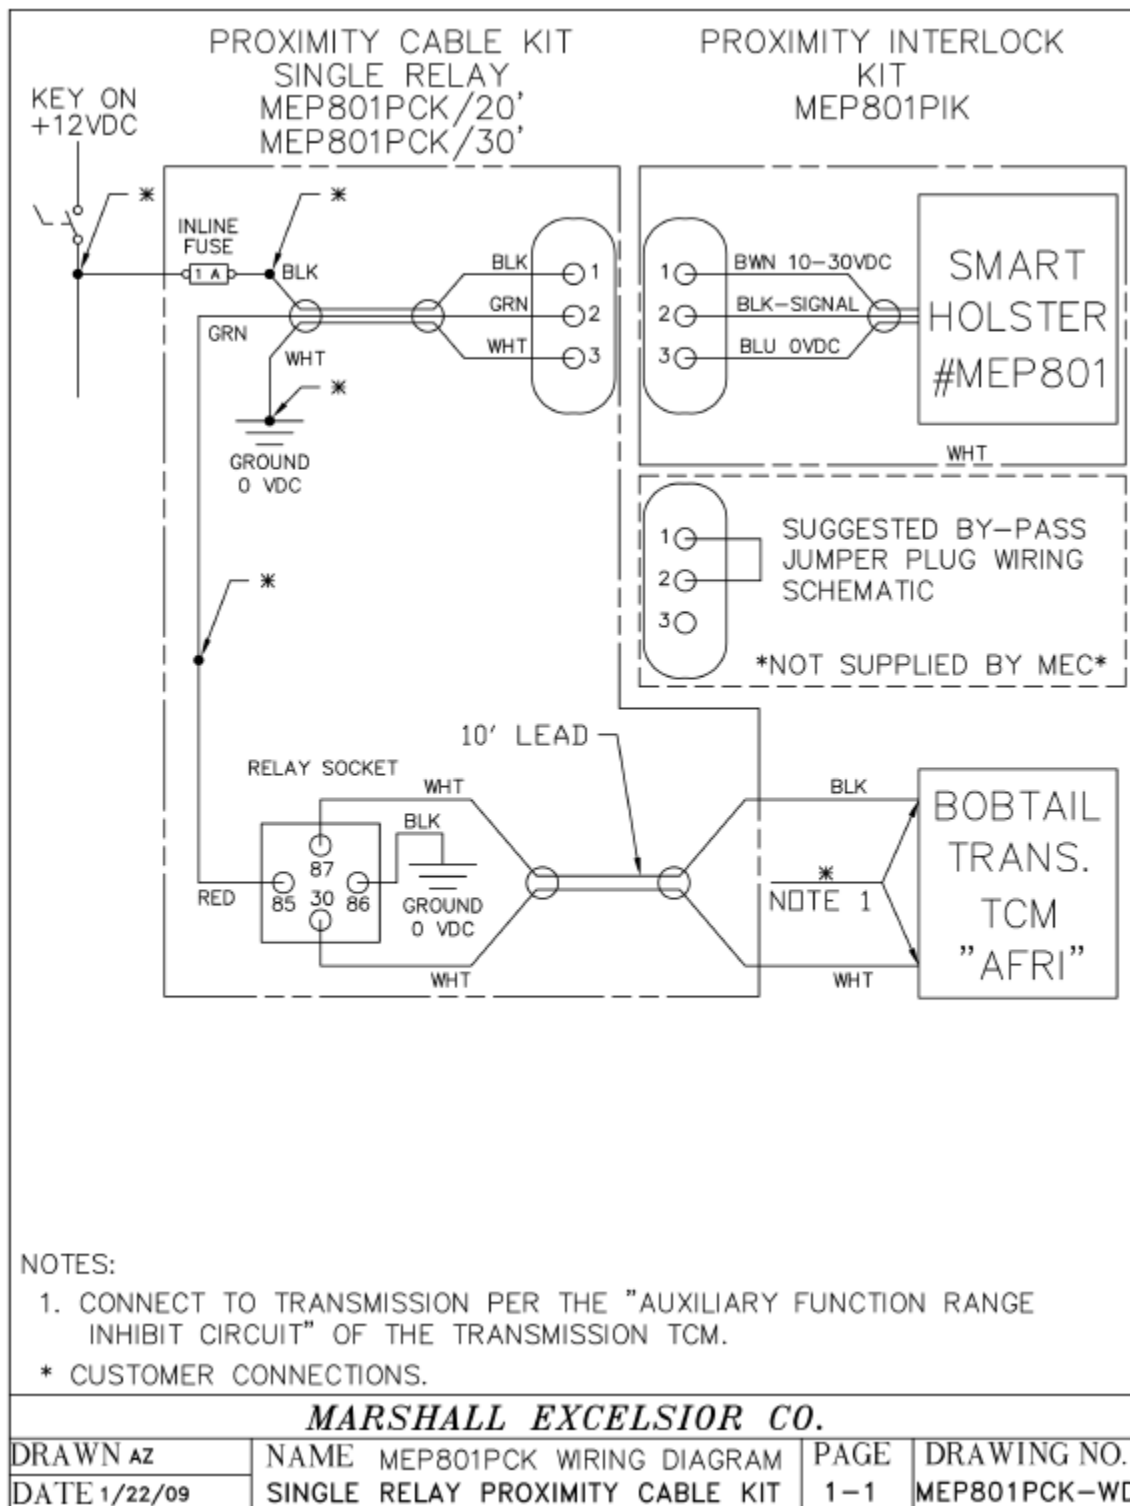 PROXIMITY CABLE KIT
SINGLE RELAY
MEP801PCK/20'
MEP801PCK/30'
PROXIMITY INTERLOCK
KIT
MEP801PIK
KEY ON
+12VDC
*
*
INLINE
FUSE
1 A
BLK
BLK
1
GRN
GRN
2
WHT
WHT
3
*
GROUND
0 VDC
1
BWN 10-30VDC
2
BLK-SIGNAL
3
BLU 0VDC
SMART
HOLSTER
#MEP801
WHT
1
2
3
SUGGESTED BY-PASS
JUMPER PLUG WIRING
SCHEMATIC
*NOT SUPPLIED BY MEC*
*
10' LEAD
RELAY SOCKET
WHT
BLK
87
85
30
86
RED
GROUND
0 VDC
WHT
BLK
*
NOTE 1
WHT
BOBTAIL
TRANS.
TCM
"AFRI"
NOTES:
1. CONNECT TO TRANSMISSION PER THE "AUXILIARY FUNCTION RANGE
INHIBIT CIRCUIT" OF THE TRANSMISSION TCM.
* CUSTOMER CONNECTIONS.
MARSHALL EXCELSIOR CO.
DRAWN AZ
DATE 1/22/09
NAME MEP801PCK WIRING DIAGRAM
SINGLE RELAY PROXIMITY CABLE KIT
PAGE
1-1
DRAWING NO.
MEP801PCK-WD